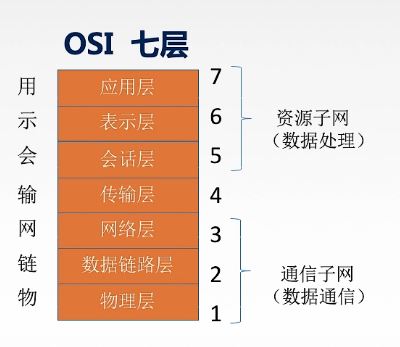 OSI 七层
用 应用层 7
示 表示层 6
会 会话层 5
输 传输层 4
网 网络层 3
链 数据链路层 2
物 物理层 1
资源子网
（数据处理）
通信子网
（数据通信）